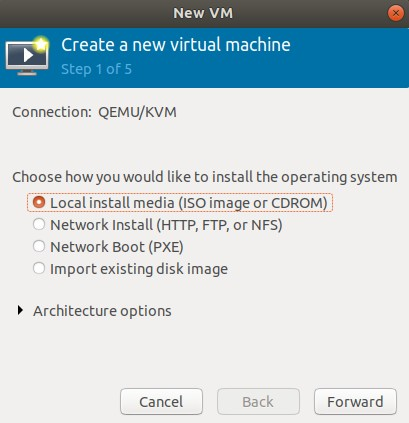 New VM
Create a new virtual machine
Step 1 of 5
Connection: QEMU/KVM
Choose how you would like to install the operating system
Local install media (ISO image or CDROM)
Network Install (HTTP, FTP, or NFS)
Network Boot (PXE)
Import existing disk image
Architecture options
Cancel Back Forward